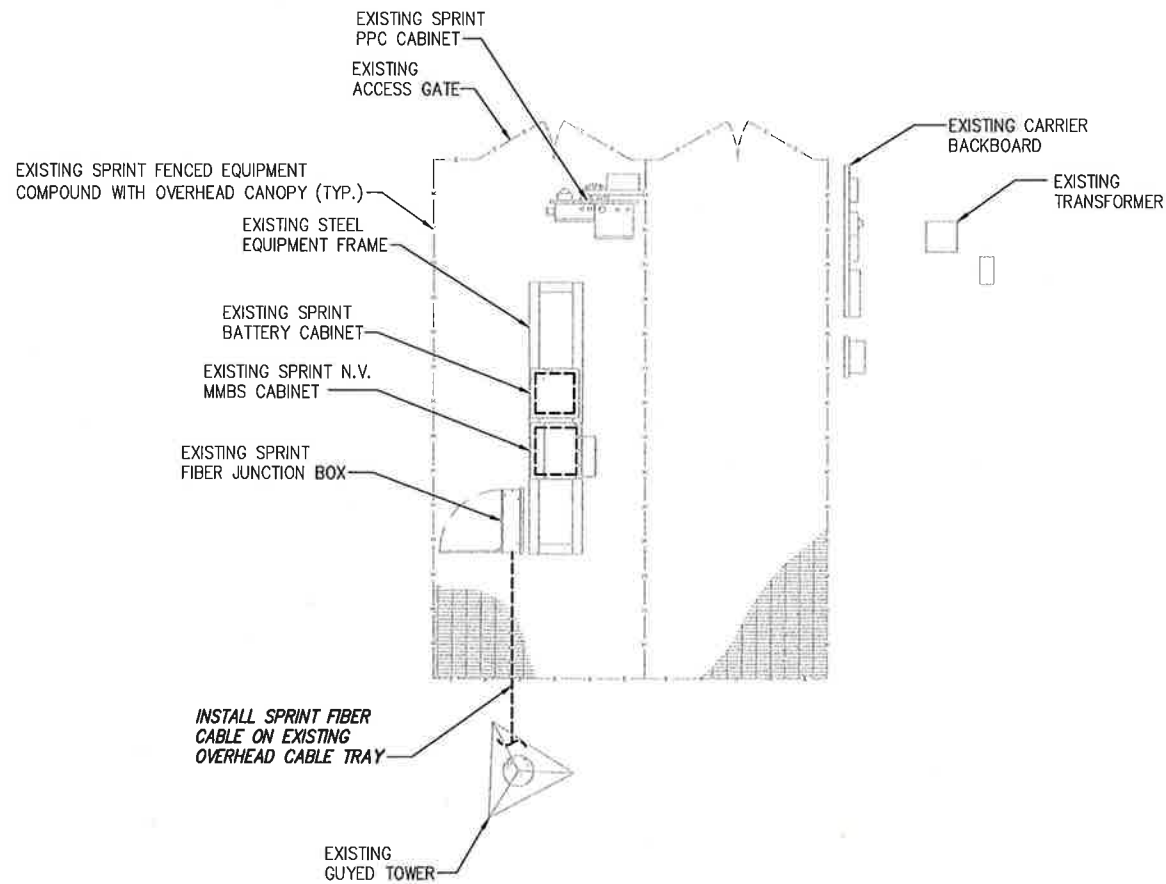 EXISTING SPRINT
PPC CABINET
EXISTING
ACCESS GATE
EXISTING CARRIER
BACKBOARD
EXISTING SPRINT FENCED EQUIPMENT
COMPOUND WITH OVERHEAD CANOPY (TYP.)
EXISTING
TRANSFORMER
EXISTING STEEL
EQUIPMENT FRAME
EXISTING SPRINT
BATTERY CABINET
EXISTING SPRINT N.V.
MMBS CABINET
EXISTING SPRINT
FIBER JUNCTION BOX
INSTALL SPRINT FIBER
CABLE ON EXISTING
OVERHEAD CABLE TRAY
EXISTING
GUYED TOWER